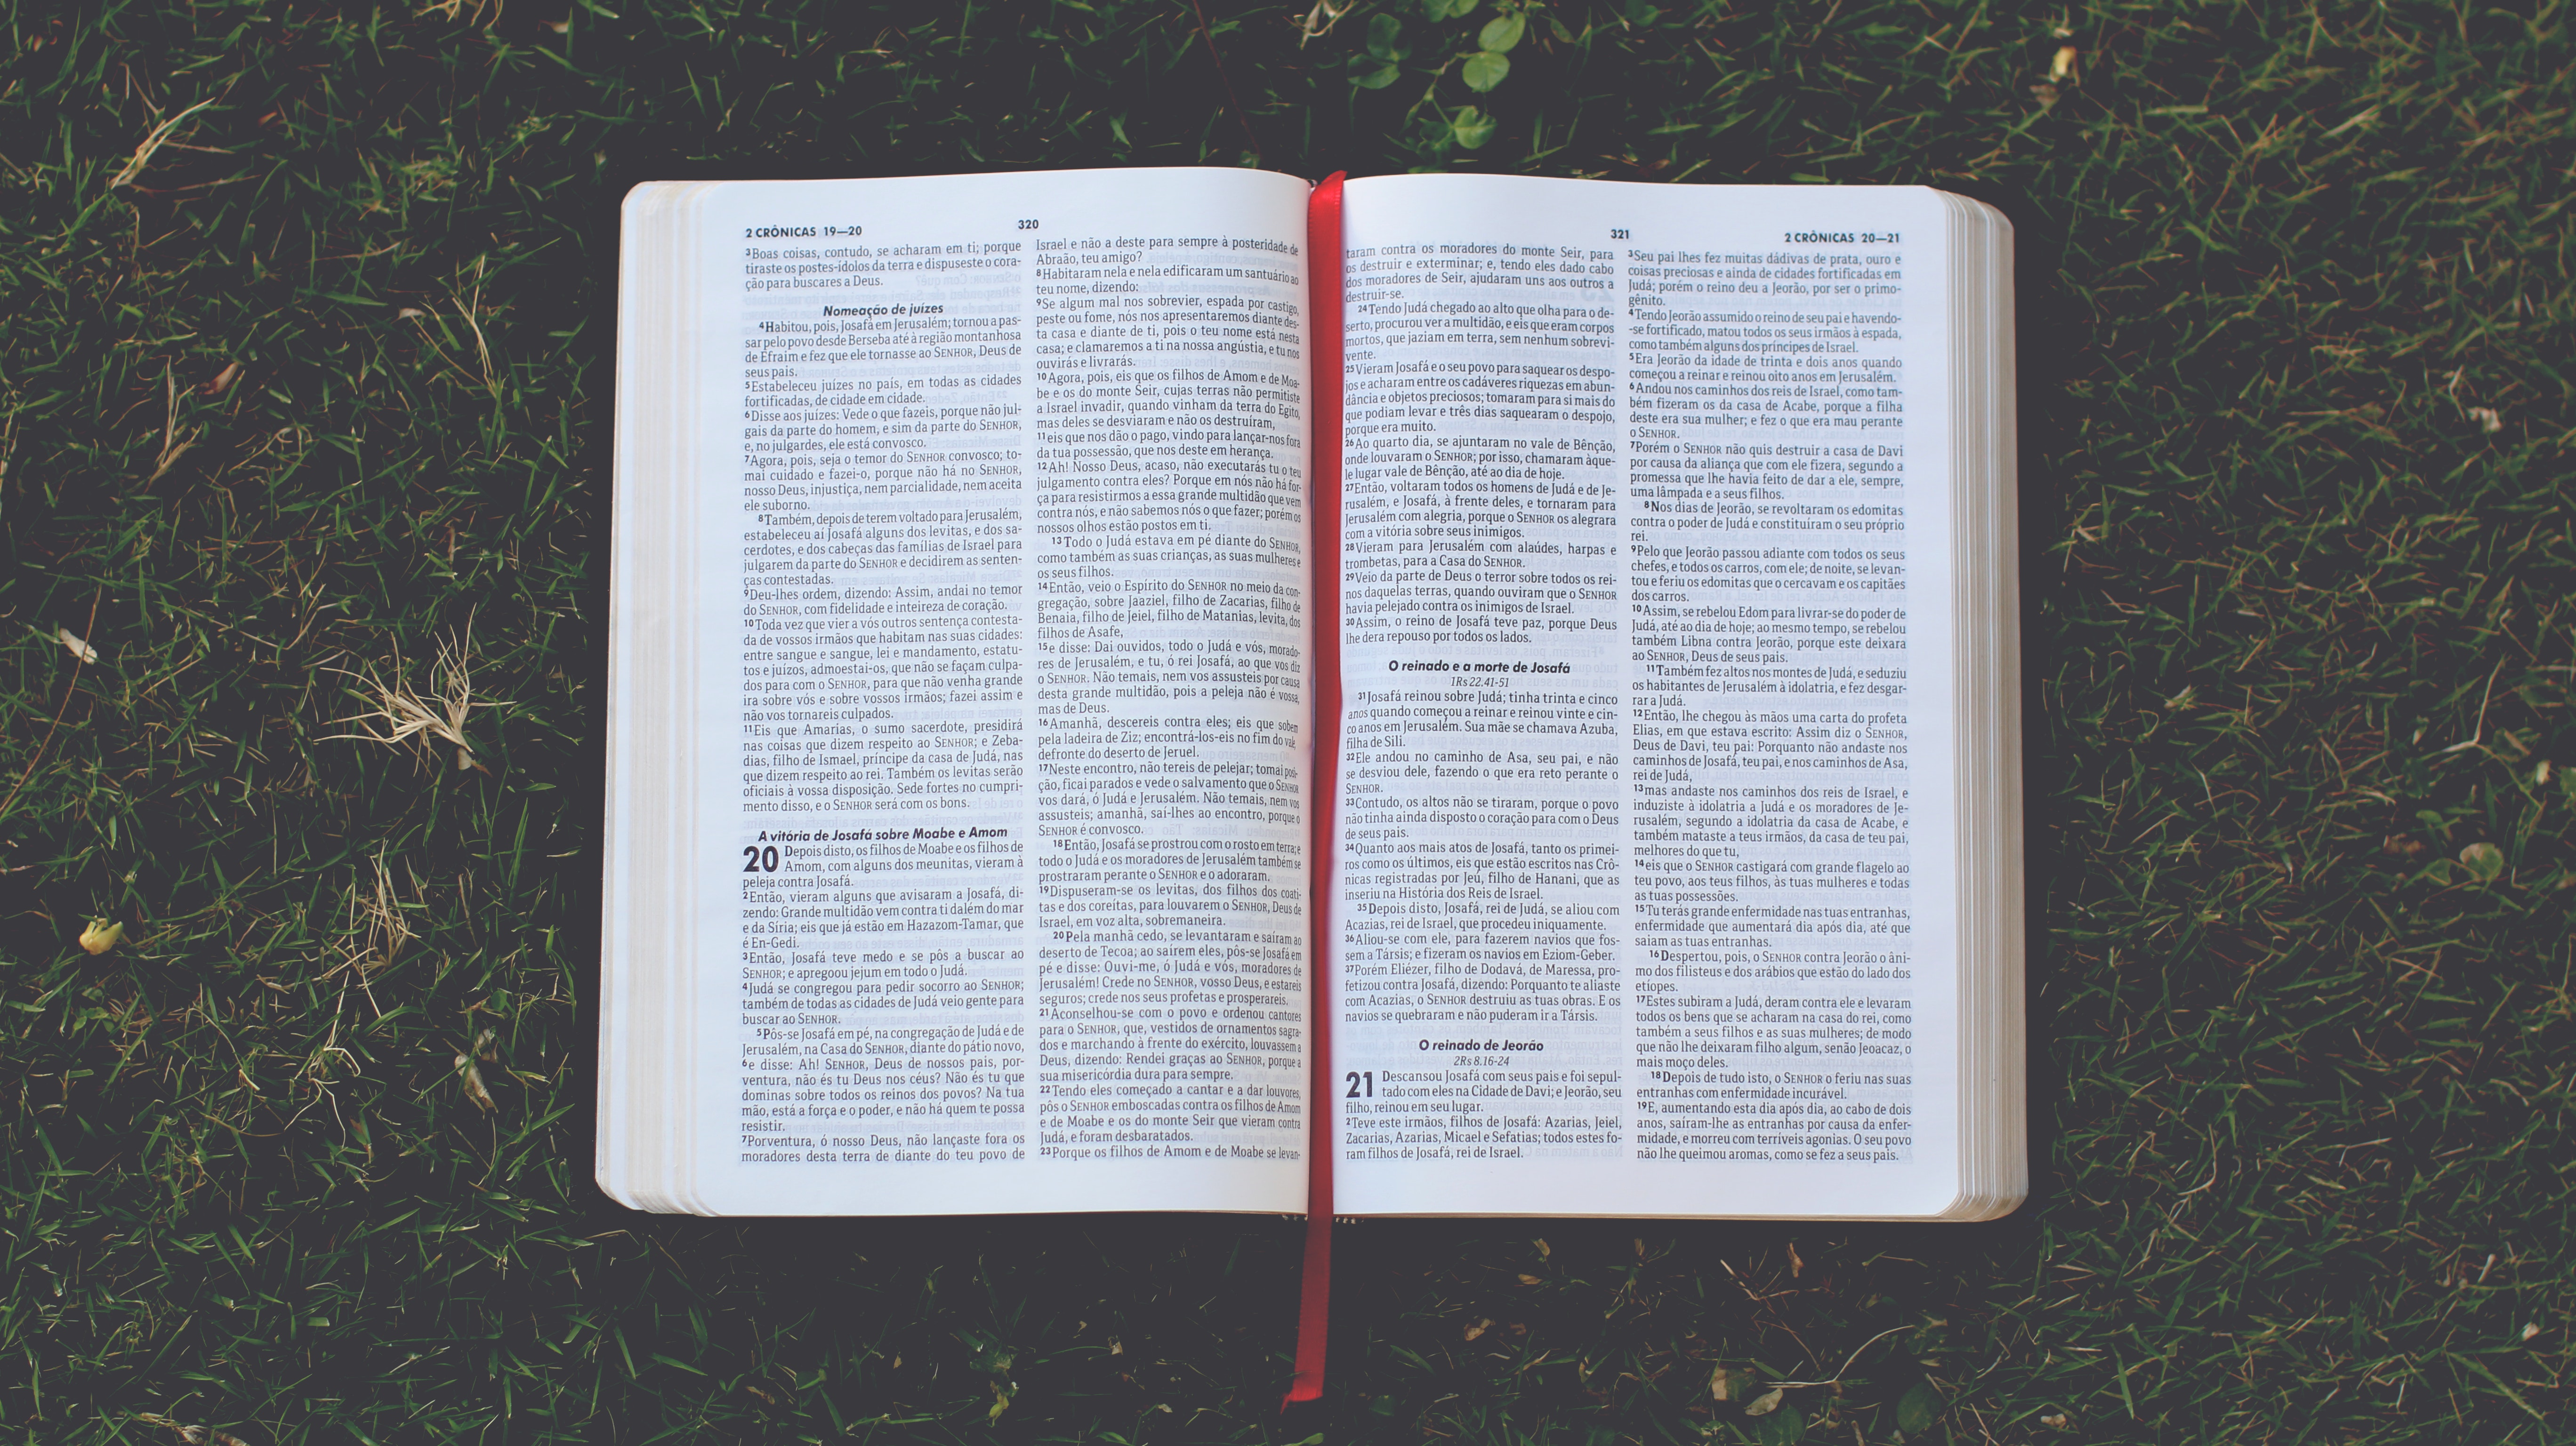 2 CRÔNICAS 19—20
320
³Boas coisas, contudo, se acharam em ti; porque
tiraste os postes-ídolos da terra e dispuseste o cora-
ção para buscares a Deus.
Nomeação de juízes
⁴Habitou, pois, Josafá em Jerusalém; tornou a pas-
sar pelo povo desde Berseba até à região montanhosa
de Efraim e fez que ele tornasse ao SENHOR, Deus de
seus pais.
⁵Estabeleceu juízes no país, em todas as cidades
fortificadas, de cidade em cidade.
⁶Disse aos juízes: Vede o que fazeis, porque não jul-
gais da parte do homem, e sim da parte do SENHOR,
e, no julgardes, ele está convosco.
⁷Agora, pois, seja o temor do SENHOR convosco; to-
mai cuidado e fazei-o, porque não há no SENHOR,
nosso Deus, injustiça, nem parcialidade, nem aceita
ele suborno.
⁸Também, depois de terem voltado para Jerusalém,
estabeleceu aí Josafá alguns dos levitas, e dos sa-
cerdotes, e dos cabeças das famílias de Israel para
julgarem da parte do SENHOR e decidirem as senten-
ças contestadas.
⁹Deu-lhes ordem, dizendo: Assim, andai no temor
do SENHOR, com fidelidade e inteireza de coração.
¹⁰Toda vez que vier a vós outros sentença contesta-
da de vossos irmãos que habitam nas suas cidades:
entre sangue e sangue, lei e mandamento, estatu-
tos e juízos, admoestai-os, que não se façam culpa-
dos para com o SENHOR, para que não venha grande
ira sobre vós e sobre vossos irmãos; fazei assim e
não vos tornareis culpados.
¹¹Eis que Amarias, o sumo sacerdote, presidirá
nas coisas que dizem respeito ao SENHOR; e Zeba-
dias, filho de Ismael, príncipe da casa de Judá, nas
que dizem respeito ao rei. Também os levitas serão
oficiais à vossa disposição. Sede fortes no cumpri-
mento disso, e o SENHOR será com os bons.
A vitória de Josafá sobre Moabe e Amom
20 Depois disto, os filhos de Moabe e os filhos de
Amom, com alguns dos meunitas, vieram à
peleja contra Josafá.
²Então, vieram alguns que avisaram a Josafá, di-
zendo: Grande multidão vem contra ti dalém do mar
e da Síria; eis que já estão em Hazazom-Tamar, que
é En-Gedi.
³Então, Josafá teve medo e se pôs a buscar ao
SENHOR; e apregoou jejum em todo o Judá.
⁴Judá se congregou para pedir socorro ao SENHOR;
também de todas as cidades de Judá veio gente para
buscar ao SENHOR.
⁵Pôs-se Josafá em pé, na congregação de Judá e de
Jerusalém, na Casa do SENHOR, diante do pátio novo,
⁶e disse: Ah! SENHOR, Deus de nossos pais, por-
ventura, não és tu Deus nos céus? Não és tu que
dominas sobre todos os reinos dos povos? Na tua
mão, está a força e o poder, e não há quem te possa
resistir.
⁷Porventura, ó nosso Deus, não lançaste fora os
moradores desta terra de diante do teu povo de
Israel e não a deste para sempre à posteridade de
Abraão, teu amigo?
⁸Habitaram nela e nela edificaram um santuário ao
teu nome, dizendo:
⁹Se algum mal nos sobrevier, espada por castigo,
peste ou fome, nós nos apresentaremos diante des-
ta casa e diante de ti, pois o teu nome está nesta
casa; e clamaremos a ti na nossa angústia, e tu nos
ouvirás e livrarás.
¹⁰Agora, pois, eis que os filhos de Amom e de Moa-
be e os do monte Seir, cujas terras não permitiste
a Israel invadir, quando vinham da terra do Egito,
mas deles se desviaram e não os destruíram,
¹¹eis que nos dão o pago, vindo para lançar-nos fora
da tua possessão, que nos deste em herança.
¹²Ah! Nosso Deus, acaso, não executarás tu o teu
julgamento contra eles? Porque em nós não há for-
ça para resistirmos a essa grande multidão que vem
contra nós, e não sabemos nós o que fazer; porém os
nossos olhos estão postos em ti.
¹³Todo o Judá estava em pé diante do SENHOR,
como também as suas crianças, as suas mulheres e
os seus filhos.
¹⁴Então, veio o Espírito do SENHOR no meio da con-
gregação, sobre Jaaziel, filho de Zacarias, filho de
Benaia, filho de Jeiel, filho de Matanias, levita, dos
filhos de Asafe,
¹⁵e disse: Dai ouvidos, todo o Judá e vós, morado-
res de Jerusalém, e tu, ó rei Josafá, ao que vos diz
o SENHOR. Não temais, nem vos assusteis por causa
desta grande multidão, pois a peleja não é vossa,
mas de Deus.
¹⁶Amanhã, descereis contra eles; eis que sobem
pela ladeira de Ziz; encontrá-los-eis no fim do vale,
defronte do deserto de Jeruel.
¹⁷Neste encontro, não tereis de pelejar; tomai posi-
ção, ficai parados e vede o salvamento que o SENHOR
vos dará, ó Judá e Jerusalém. Não temais, nem vos
assusteis; amanhã, saí-lhes ao encontro, porque o
SENHOR é convosco.
¹⁸Então, Josafá se prostrou com o rosto em terra; e
todo o Judá e os moradores de Jerusalém também se
prostraram perante o SENHOR e o adoraram.
¹⁹Dispuseram-se os levitas, dos filhos dos coati-
tas e dos coreítas, para louvarem o SENHOR, Deus de
Israel, em voz alta, sobremaneira.
²⁰Pela manhã cedo, se levantaram e saíram ao
deserto de Tecoa; ao saírem eles, pôs-se Josafá em
pé e disse: Ouvi-me, ó Judá e vós, moradores de
Jerusalém! Crede no SENHOR, vosso Deus, e estareis
seguros; crede nos seus profetas e prosperareis.
²¹Aconselhou-se com o povo e ordenou cantores
para o SENHOR, que, vestidos de ornamentos sagra-
dos e marchando à frente do exército, louvassem a
Deus, dizendo: Rendei graças ao SENHOR, porque a
sua misericórdia dura para sempre.
²²Tendo eles começado a cantar e a dar louvores,
pôs o SENHOR emboscadas contra os filhos de Amom
e de Moabe e os do monte Seir que vieram contra
Judá, e foram desbaratados.
²³Porque os filhos de Amom e de Moabe se levan-
321
2 CRÔNICAS 20—21
taram contra os moradores do monte Seir, para
os destruir e exterminar; e, tendo eles dado cabo
dos moradores de Seir, ajudaram uns aos outros a
destruir-se.
²⁴Tendo Judá chegado ao alto que olha para o de-
serto, procurou ver a multidão, e eis que eram corpos
mortos, que jaziam em terra, sem nenhum sobrevi-
vente.
²⁵Vieram Josafá e o seu povo para saquear os despo-
jos e acharam entre os cadáveres riquezas em abun-
dância e objetos preciosos; tomaram para si mais do
que podiam levar e três dias saquearam o despojo,
porque era muito.
²⁶Ao quarto dia, se ajuntaram no vale de Bênção,
onde louvaram o SENHOR; por isso, chamaram àque-
le lugar vale de Bênção, até ao dia de hoje.
²⁷Então, voltaram todos os homens de Judá e de Je-
rusalém, e Josafá, à frente deles, e tornaram para
Jerusalém com alegria, porque o SENHOR os alegrara
com a vitória sobre seus inimigos.
²⁸Vieram para Jerusalém com alaúdes, harpas e
trombetas, para a Casa do SENHOR.
²⁹Veio da parte de Deus o terror sobre todos os rei-
nos daquelas terras, quando ouviram que o SENHOR
havia pelejado contra os inimigos de Israel.
³⁰Assim, o reino de Josafá teve paz, porque Deus
lhe dera repouso por todos os lados.
O reinado e a morte de Josafá
1Rs 22.41-51
³¹Josafá reinou sobre Judá; tinha trinta e cinco
anos quando começou a reinar e reinou vinte e cin-
co anos em Jerusalém. Sua mãe se chamava Azuba,
filha de Sili.
³²Ele andou no caminho de Asa, seu pai, e não
se desviou dele, fazendo o que era reto perante o
SENHOR.
³³Contudo, os altos não se tiraram, porque o povo
não tinha ainda disposto o coração para com o Deus
de seus pais.
³⁴Quanto aos mais atos de Josafá, tanto os primei-
ros como os últimos, eis que estão escritos nas Crô-
nicas registradas por Jeú, filho de Hanani, que as
inseriu na História dos Reis de Israel.
³⁵Depois disto, Josafá, rei de Judá, se aliou com
Acazias, rei de Israel, que procedeu iniquamente.
³⁶Aliou-se com ele, para fazerem navios que fos-
sem a Társis; e fizeram os navios em Eziom-Geber.
³⁷Porém Eliézer, filho de Dodavá, de Maressa, pro-
fetizou contra Josafá, dizendo: Porquanto te aliaste
com Acazias, o SENHOR destruiu as tuas obras. E os
navios se quebraram e não puderam ir a Társis.
O reinado de Jeorão
2Rs 8.16-24
21 Descansou Josafá com seus pais e foi sepul-
tado com eles na Cidade de Davi; e Jeorão, seu
filho, reinou em seu lugar.
²Teve este irmãos, filhos de Josafá: Azarias, Jeiel,
Zacarias, Azarias, Micael e Sefatias; todos estes fo-
ram filhos de Josafá, rei de Israel.
³Seu pai lhes fez muitas dádivas de prata, ouro e
coisas preciosas e ainda de cidades fortificadas em
Judá; porém o reino deu a Jeorão, por ser o primo-
gênito.
⁴Tendo Jeorão assumido o reino de seu pai e havendo-
-se fortificado, matou todos os seus irmãos à espada,
como também alguns dos príncipes de Israel.
⁵Era Jeorão da idade de trinta e dois anos quando
começou a reinar e reinou oito anos em Jerusalém.
⁶Andou nos caminhos dos reis de Israel, como tam-
bém fizeram os da casa de Acabe, porque a filha
deste era sua mulher; e fez o que era mau perante
o SENHOR.
⁷Porém o SENHOR não quis destruir a casa de Davi
por causa da aliança que com ele fizera, segundo a
promessa que lhe havia feito de dar a ele, sempre,
uma lâmpada e a seus filhos.
⁸Nos dias de Jeorão, se revoltaram os edomitas
contra o poder de Judá e constituíram o seu próprio
rei.
⁹Pelo que Jeorão passou adiante com todos os seus
chefes, e todos os carros, com ele; de noite, se levan-
tou e feriu os edomitas que o cercavam e os capitães
dos carros.
¹⁰Assim, se rebelou Edom para livrar-se do poder de
Judá, até ao dia de hoje; ao mesmo tempo, se rebelou
também Libna contra Jeorão, porque este deixara
ao SENHOR, Deus de seus pais.
¹¹Também fez altos nos montes de Judá, e seduziu
os habitantes de Jerusalém à idolatria, e fez desgar-
rar a Judá.
¹²Então, lhe chegou às mãos uma carta do profeta
Elias, em que estava escrito: Assim diz o SENHOR,
Deus de Davi, teu pai: Porquanto não andaste nos
caminhos de Josafá, teu pai, e nos caminhos de Asa,
rei de Judá,
¹³mas andaste nos caminhos dos reis de Israel, e
induziste à idolatria a Judá e os moradores de Je-
rusalém, segundo a idolatria da casa de Acabe, e
também mataste a teus irmãos, da casa de teu pai,
melhores do que tu,
¹⁴eis que o SENHOR castigará com grande flagelo ao
teu povo, aos teus filhos, às tuas mulheres e todas
as tuas possessões.
¹⁵Tu terás grande enfermidade nas tuas entranhas,
enfermidade que aumentará dia após dia, até que
saiam as tuas entranhas.
¹⁶Despertou, pois, o SENHOR contra Jeorão o âni-
mo dos filisteus e dos arábios que estão do lado dos
etíopes.
¹⁷Estes subiram a Judá, deram contra ele e levaram
todos os bens que se acharam na casa do rei, como
também a seus filhos e as suas mulheres; de modo
que não lhe deixaram filho algum, senão Jeoacaz, o
mais moço deles.
¹⁸Depois de tudo isto, o SENHOR o feriu nas suas
entranhas com enfermidade incurável.
¹⁹E, aumentando esta dia após dia, ao cabo de dois
anos, saíram-lhe as entranhas por causa da enfer-
midade, e morreu com terríveis agonias. O seu povo
não lhe queimou aromas, como se fez a seus pais.